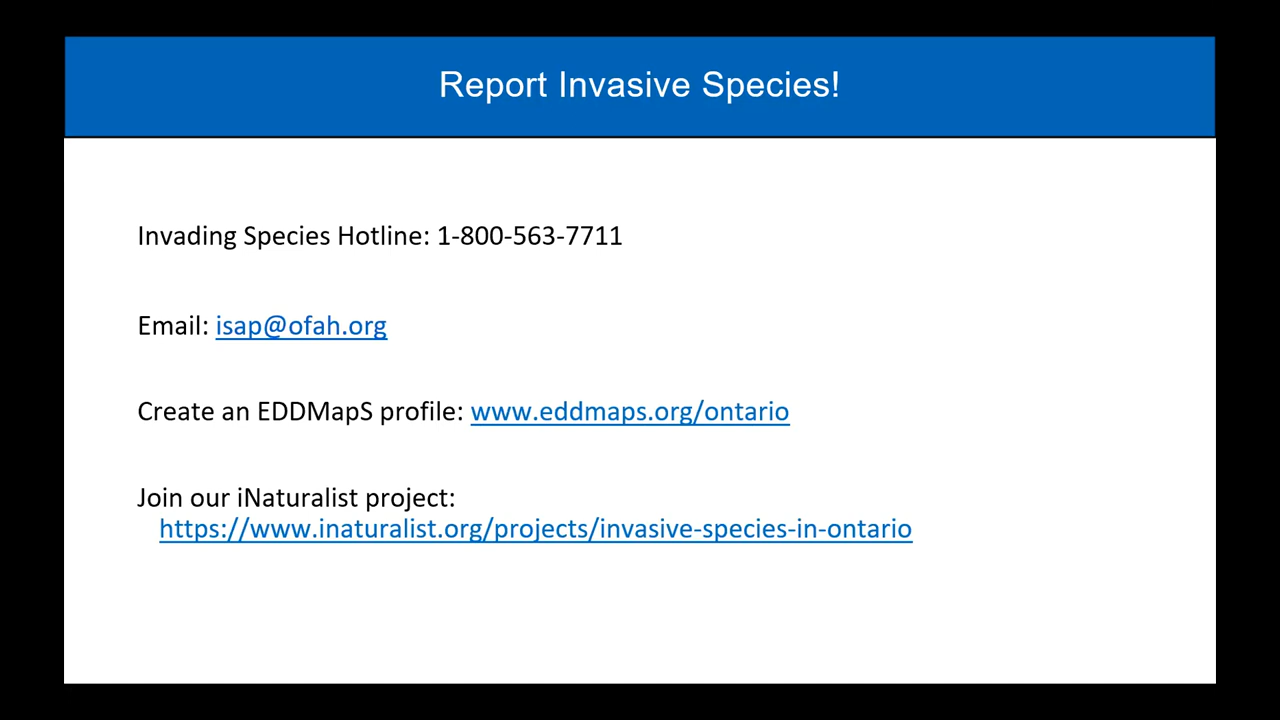 Report Invasive Species!
Invading Species Hotline: 1-800-563-7711
Email: isap@ofah.org
Create an EDDMapS profile: www.eddmaps.org/ontario
Join our iNaturalist project:
https://www.inaturalist.org/projects/invasive-species-in-ontario